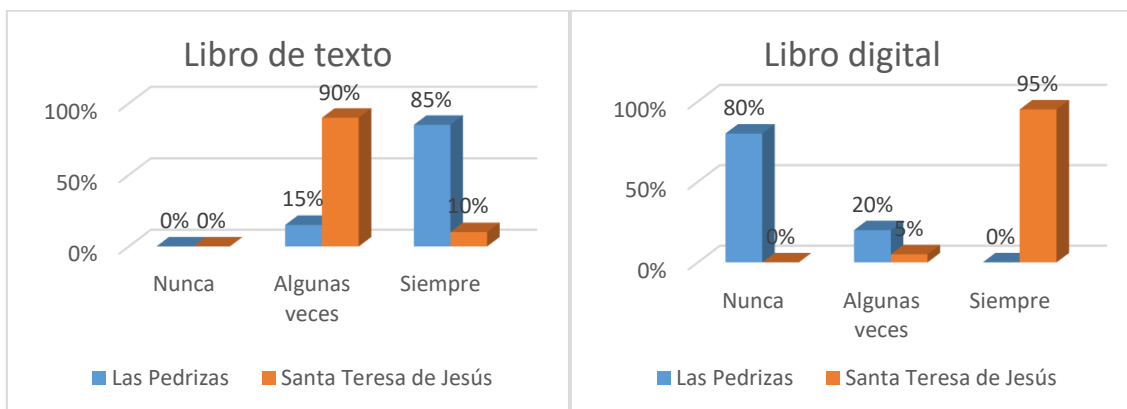 Libro de texto
100%
50%
0%
0%
0%
15%
90%
85%
10%
Nunca
Algunas
veces
Siempre
Las Pedrizas
Santa Teresa de Jesús
Libro digital
100%
50%
0%
80%
0%
20%
5%
0%
95%
Nunca
Algunas
veces
Siempre
Las Pedrizas
Santa Teresa de Jesús